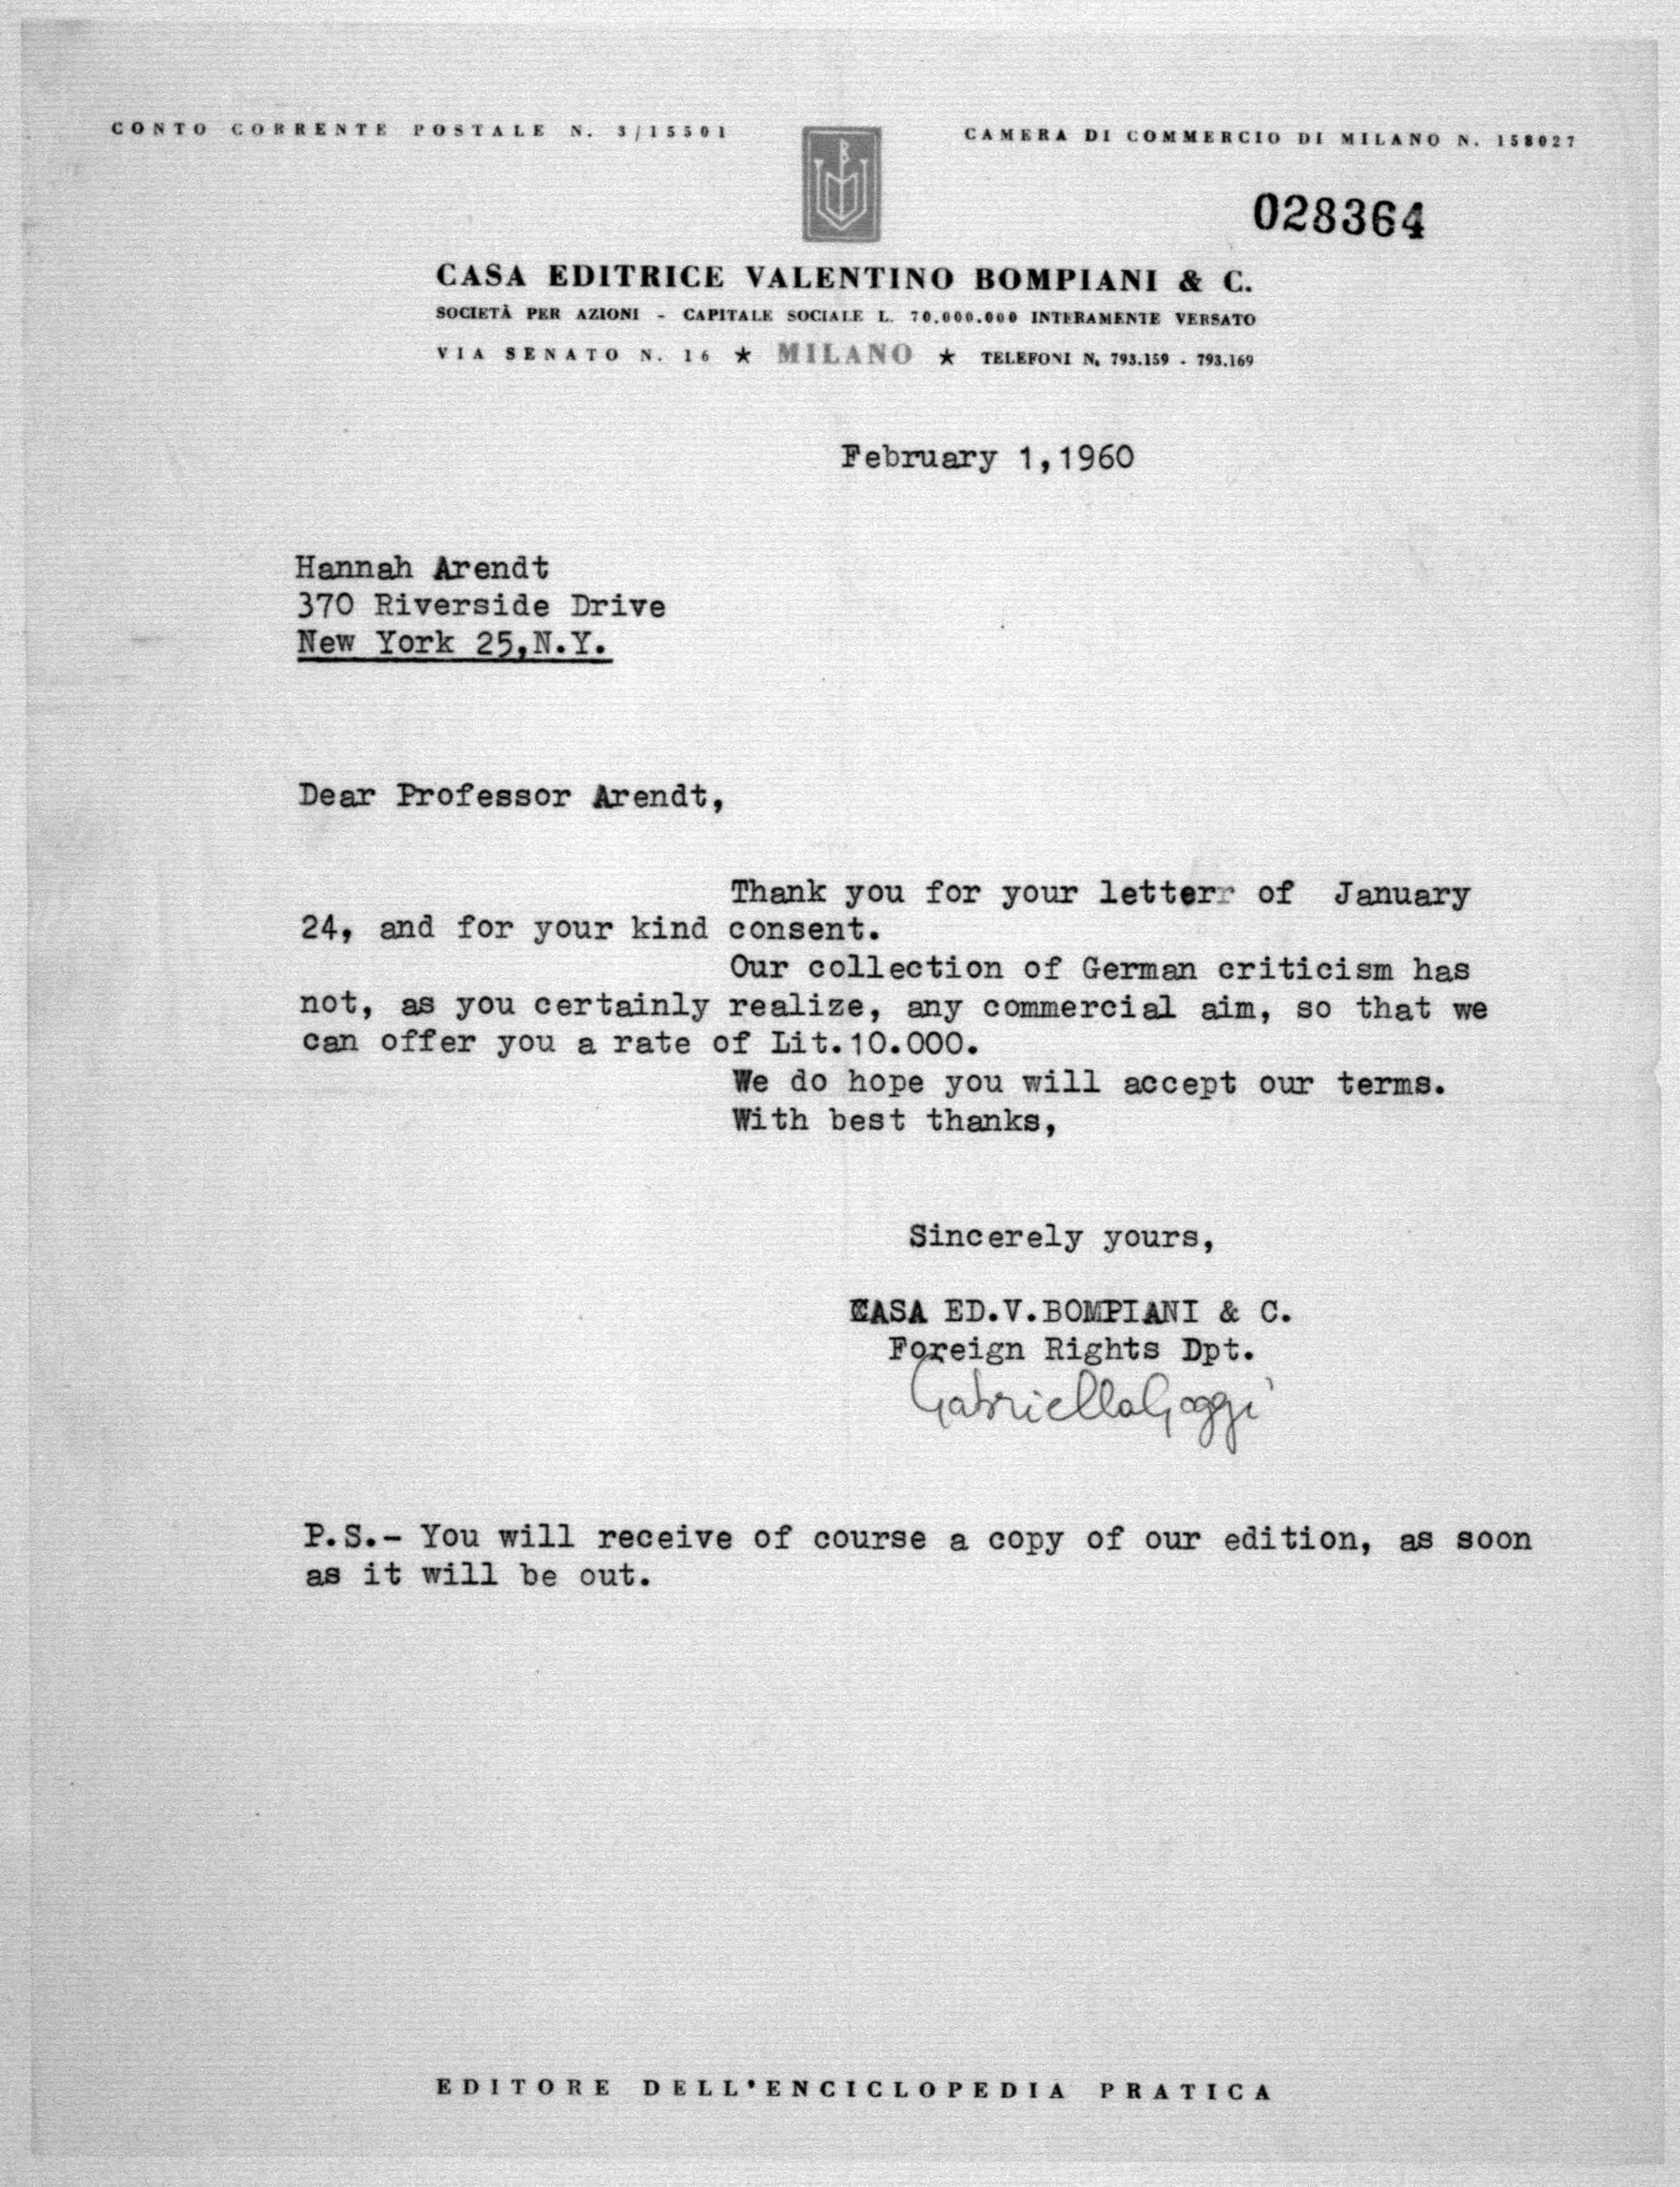 CONTO CORRENTE POSTALE N. 3/15501
CAMERA DI COMMERCIO DI MILANO N. 158027
028364
CASA EDITRICE VALENTINO BOMPIANI & C.
SOCIETÀ PER AZIONI - CAPITALE SOCIALE L. 70.000.000 INTERAMENTE VERSATO
VIA SENATO N. 16 ★ MILANO ★ TELEFONI N. 793.159 - 793.169
February 1,1960
Hannah Arendt
370 Riverside Drive
New York 25,N.Y.
Dear Professor Arendt,
Thank you for your letterr of January
24, and for your kind consent.
Our collection of German criticism has
not, as you certainly realize, any commercial aim, so that we
can offer you a rate of Lit.10.000.
We do hope you will accept our terms.
With best thanks,
Sincerely yours,
CASA ED.V.BOMPIANI & C.
Foreign Rights Dpt.
Gabriella Goggi
P.S.- You will receive of course a copy of our edition, as soon
as it will be out.
EDITORE DELL'ENCICLOPEDIA PRATICA